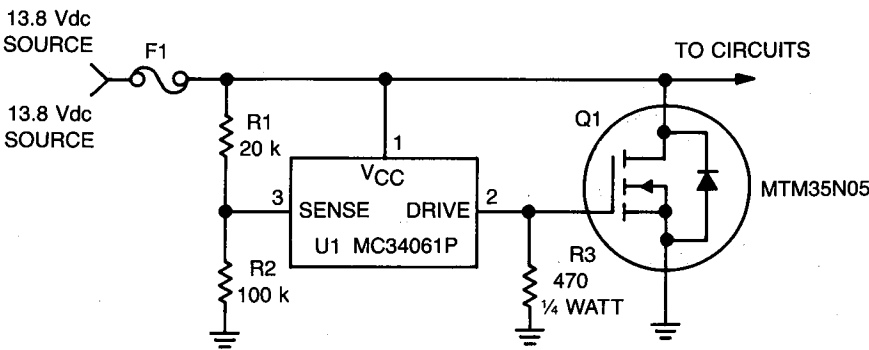 13.8 Vdc
SOURCE
F1
TO CIRCUITS
13.8 Vdc
SOURCE
R1
20 k
1
Q1
VCC
3
SENSE
DRIVE
2
MTM35N05
U1 MC34061P
R2
100 k
R3
470
¼ WATT